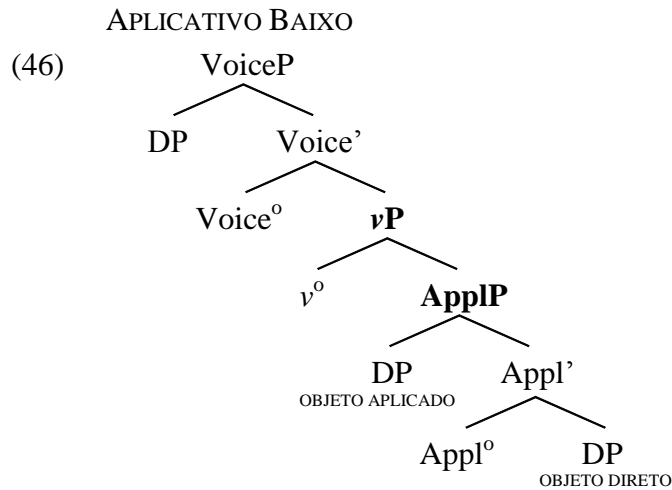 APLICATIVO BAIXO
(46) VoiceP
DP Voice’
Voiceº vP
vº ApplP
DP Appl’
OBJETO APLICADO
Applº DP
OBJETO DIRETO